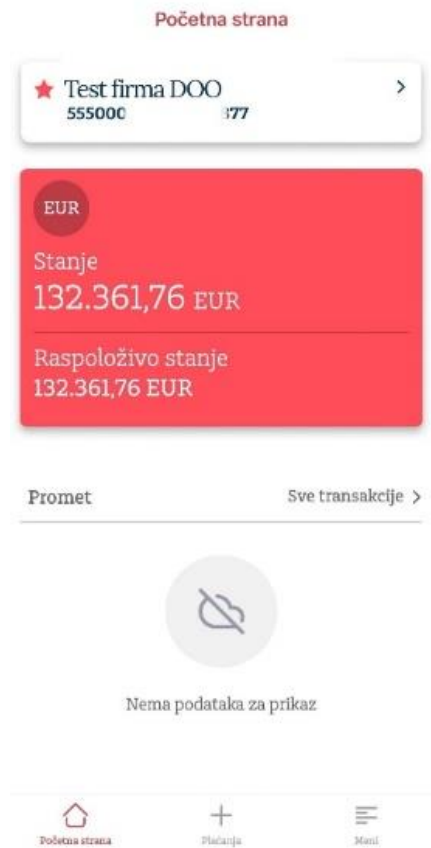 Početna strana
Test firma DOO
555000 377
EUR
Stanje
132.361,76 EUR
Raspoloživo stanje
132.361,76 EUR
Promet Sve transakcije
Nema podataka za prikaz
Početna strana Plaćanja Meni